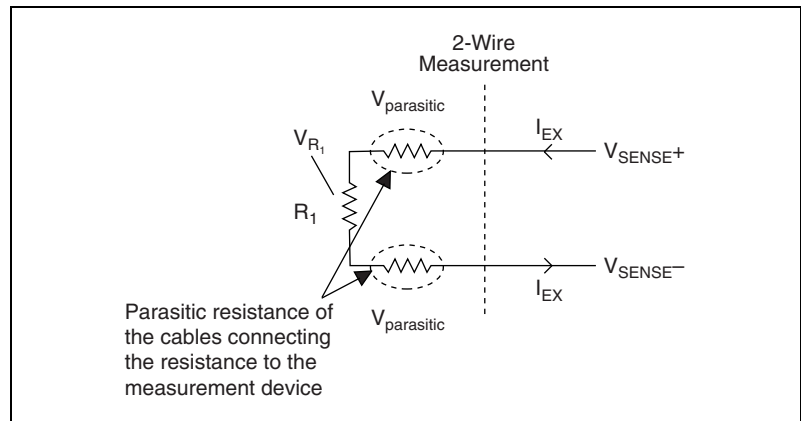 2-Wire
Measurement
Vparasitic
IEX
VR1
VSENSE+
R1
VSENSE–
IEX
Parasitic resistance of
the cables connecting
the resistance to the
measurement device
Vparasitic